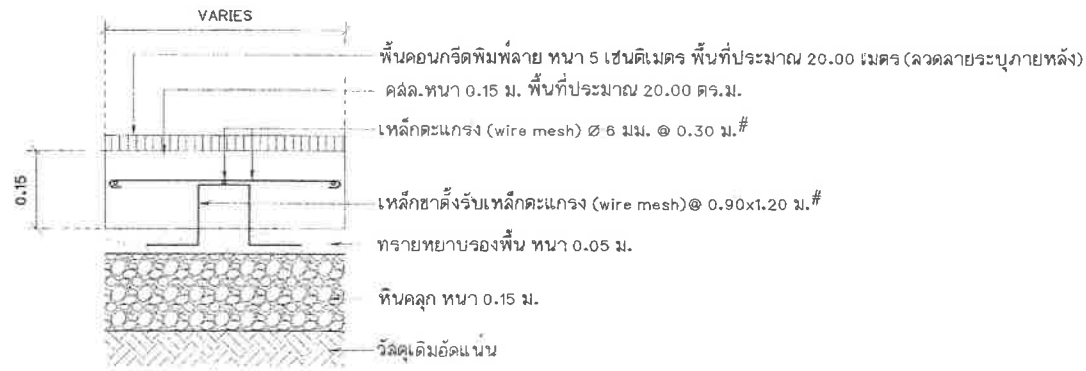 VARIES
พื้นคอนกรีตพิมพ์ลาย หนา 5 เซนติเมตร พื้นที่ประมาณ 20.00 เมตร (ลวดลายระบุภายหลัง)
คสล.หนา 0.15 ม. พื้นที่ประมาณ 20.00 ตร.ม.
เหล็กตะแกรง (wire mesh) Ø 6 มม. @ 0.30 ม.#
0.15
เหล็กขาตั้งรับเหล็กตะแกรง (wire mesh)@ 0.90x1.20 ม.#
ทรายหยาบรองพื้น หนา 0.05 ม.
หินคลุก หนา 0.15 ม.
วัสดุเดิมอัดแน่น